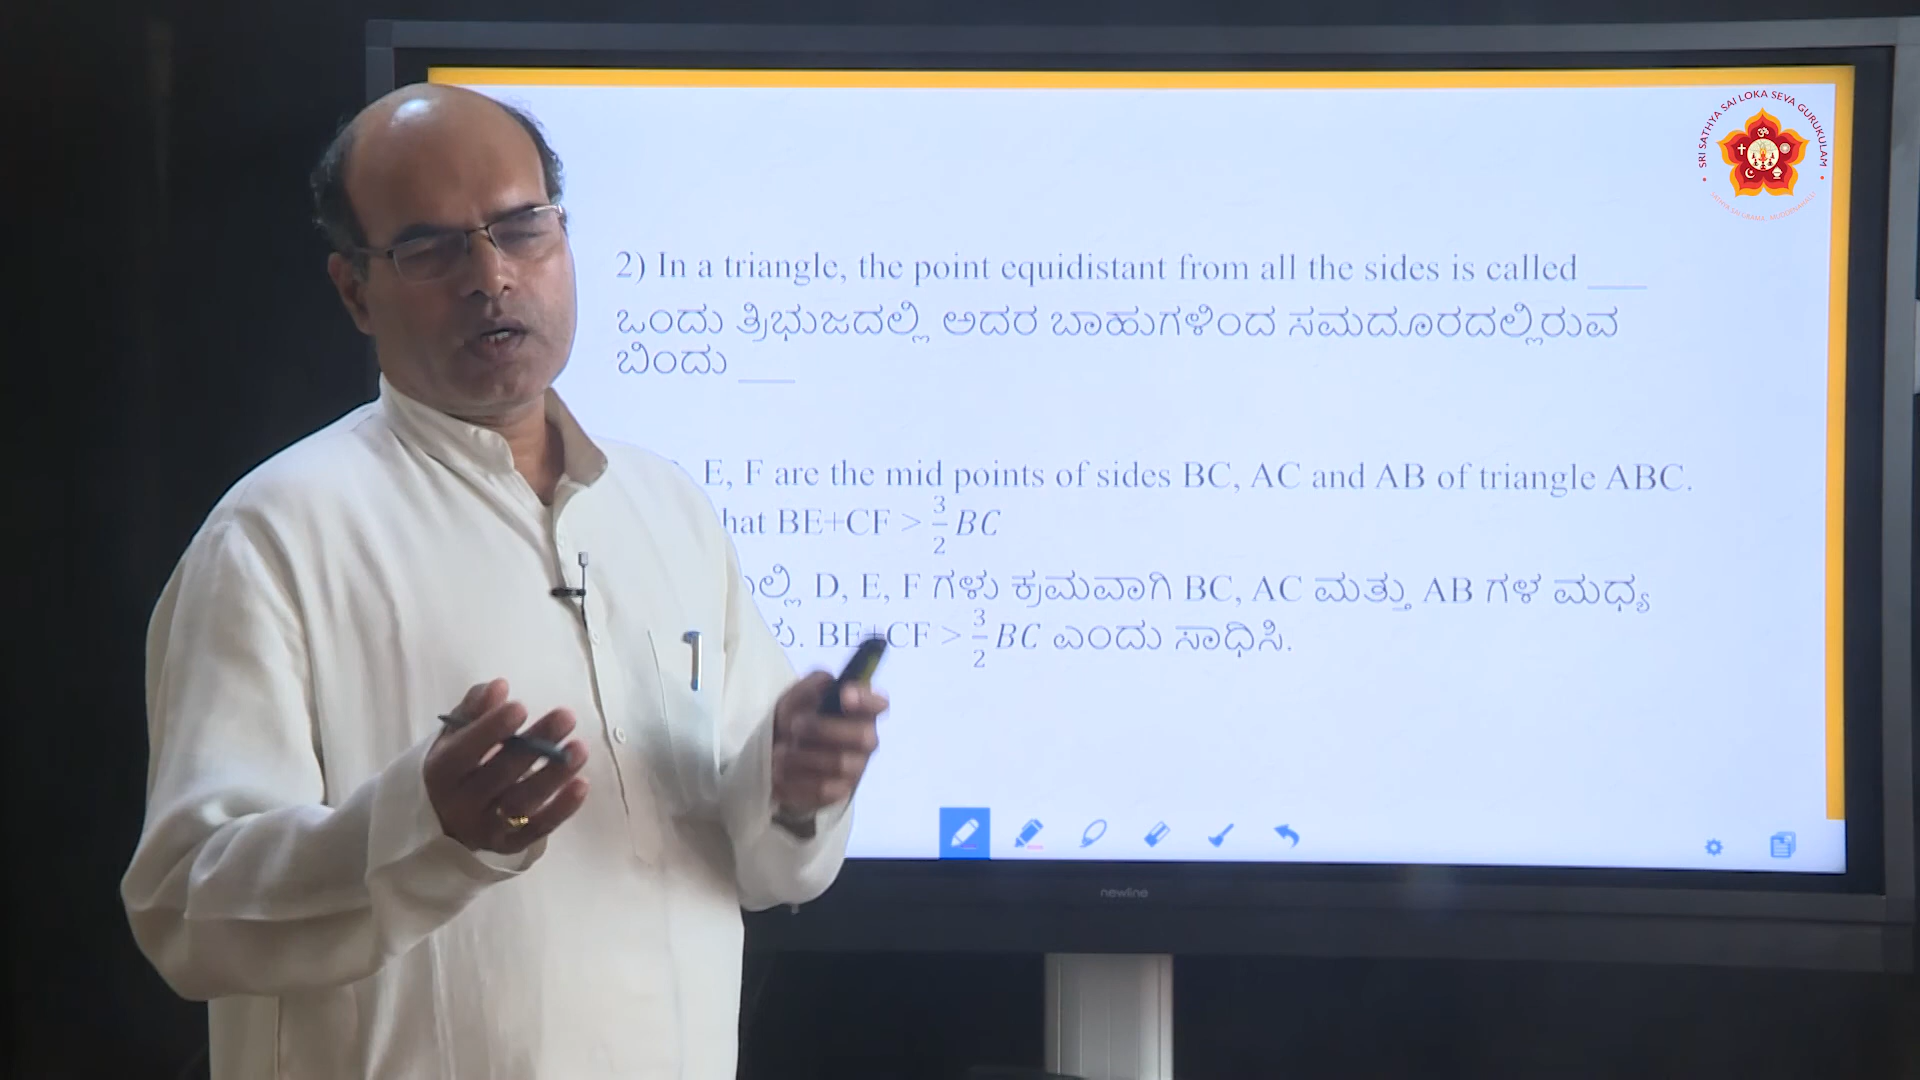 SRI SATHYA SAI LOKA SEVA GURUKULAM
2) In a triangle, the point equidistant from all the sides is called ___
ಒಂದು ತ್ರಿಭುಜದಲ್ಲಿ ಅದರ ಬಾಹುಗಳಿಂದ ಸಮದೂರದಲ್ಲಿರುವ
ಬಿಂದು ___
E, F are the mid points of sides BC, AC and AB of triangle ABC.
hat BE+CF > 3/2 BC
ಲ್ಲಿ D, E, F ಗಳು ಕ್ರಮವಾಗಿ BC, AC ಮತ್ತು AB ಗಳ ಮಧ್ಯ
BE+CF > 3/2 BC ಎಂದು ಸಾಧಿಸಿ.
newline